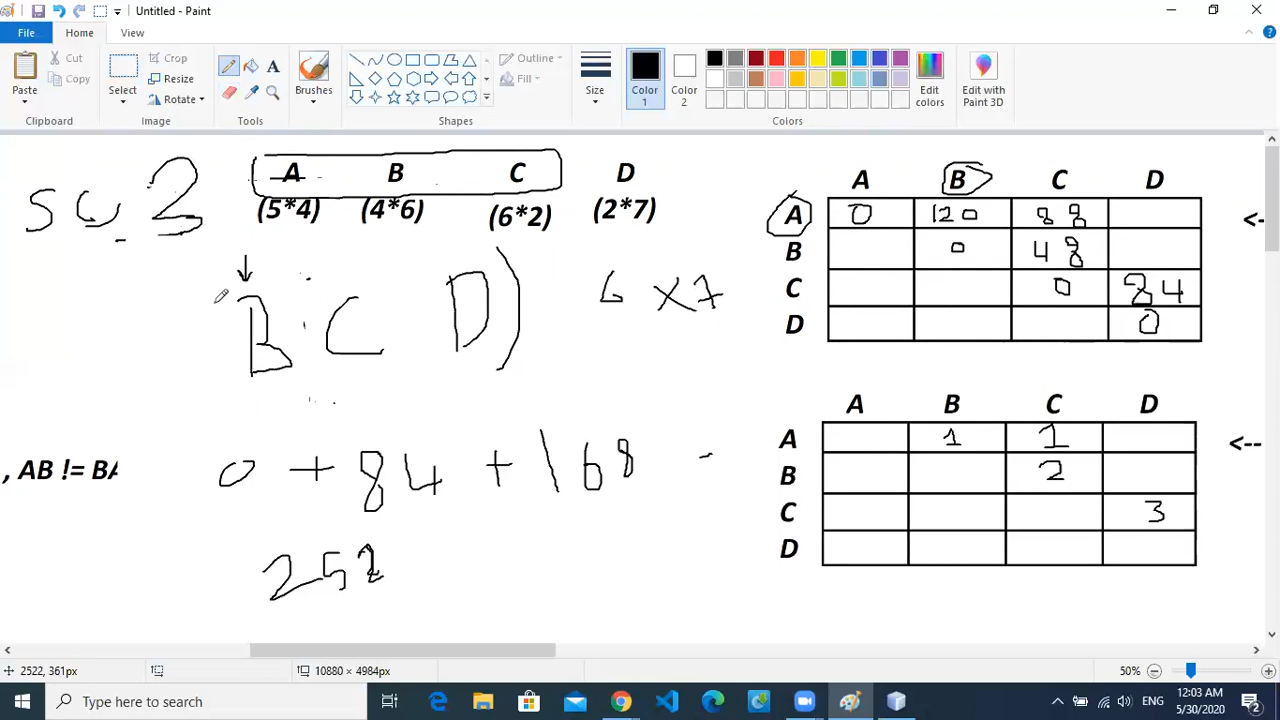 Untitled - Paint
File Home View
Cut
Copy
Paste
Clipboard
Crop
Resize
Rotate
Select
Image
Tools
Brushes
Outline
Fill
Shapes
Size
Color 1
Color 2
Edit colors
Edit with Paint 3D
Colors
A B C D
(5*4) (4*6) (6*2) (2*7)
B C D)
6 x 7
, AB != BA
0 + 84 + 168
252
A B C D
A 0 120 88 <-
B 0 48
C 0 84
D 0
A B C D
A 1 1 <--
B 2
C 3
D
2522, 361px
10880 × 4984px
50%
Type here to search
ENG
12:03 AM
5/30/2020
2